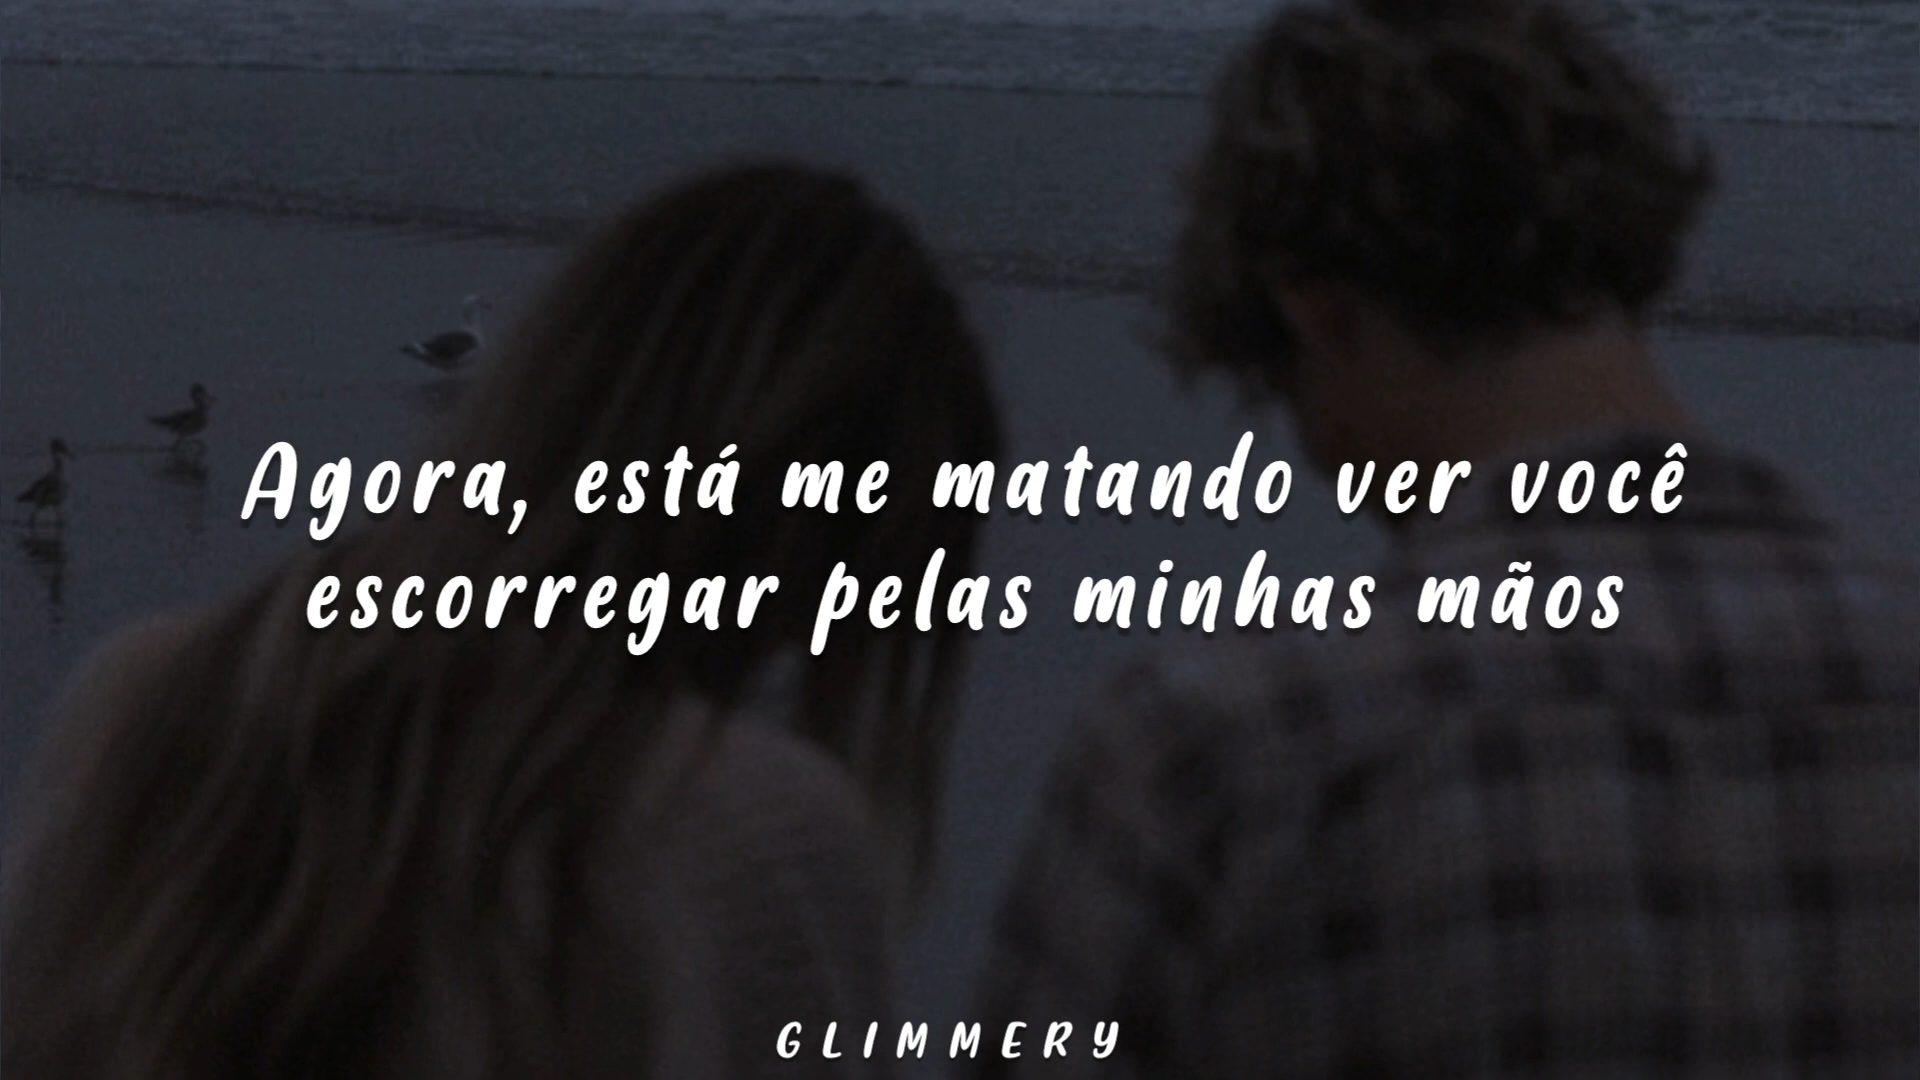 Agora, está me matando ver você
escorregar pelas minhas mãos
GLIMMERY